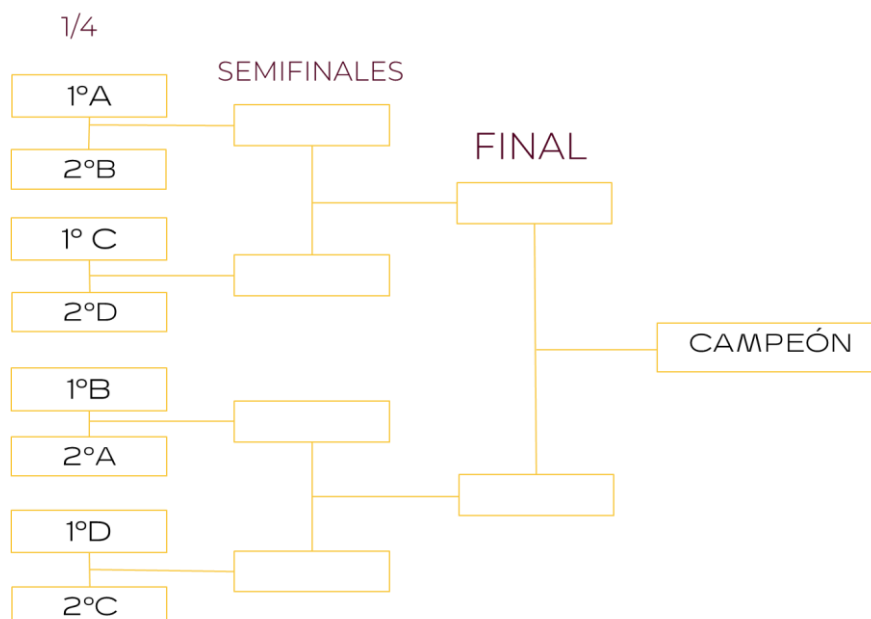 1/4
SEMIFINALES
FINAL
1ºA
2ºB
1º C
2ºD
CAMPEÓN
1ºB
2ºA
1ºD
2ºC